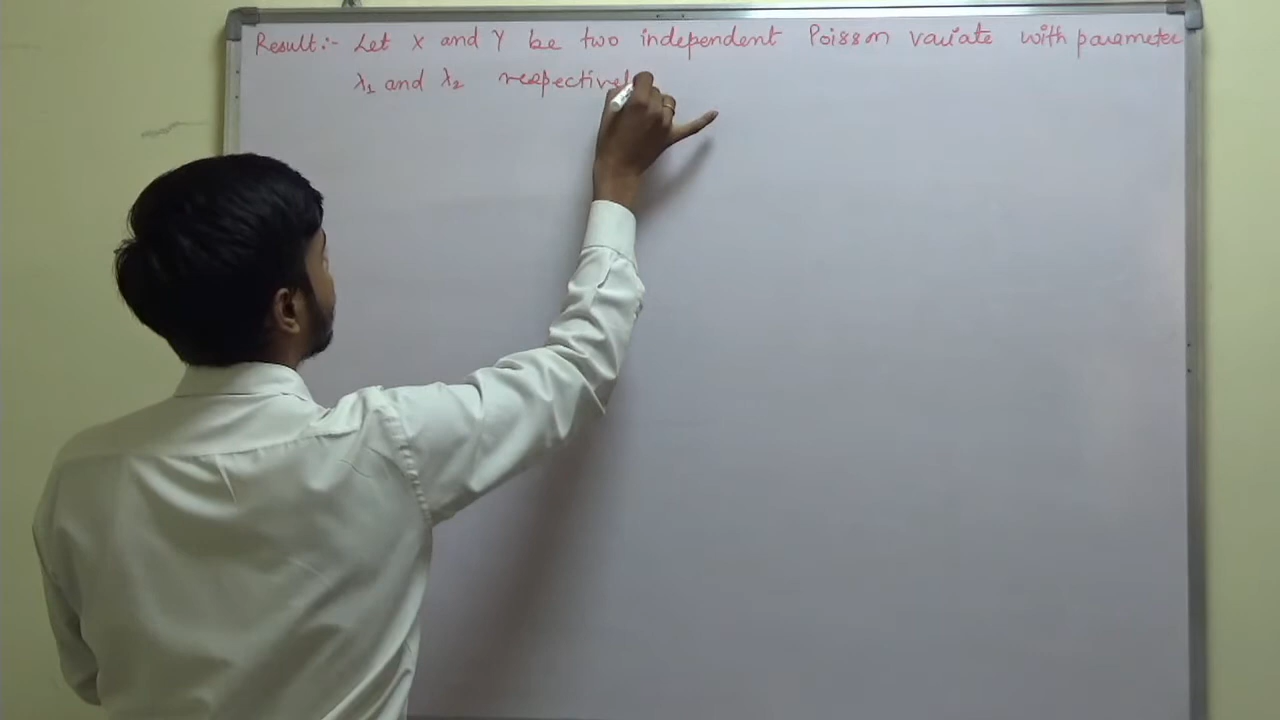 Result:- Let X and Y be two independent Poisson variate with parameter
λ1 and λ2 respectively